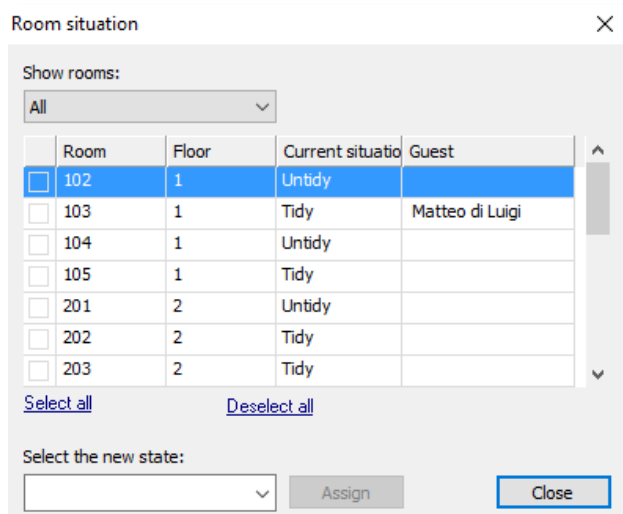 Room situation
Show rooms:
All
Room Floor Current situatio Guest
102 1 Untidy
103 1 Tidy Matteo di Luigi
104 1 Untidy
105 1 Tidy
201 2 Untidy
202 2 Tidy
203 2 Tidy
Select all Deselect all
Select the new state:
Assign Close